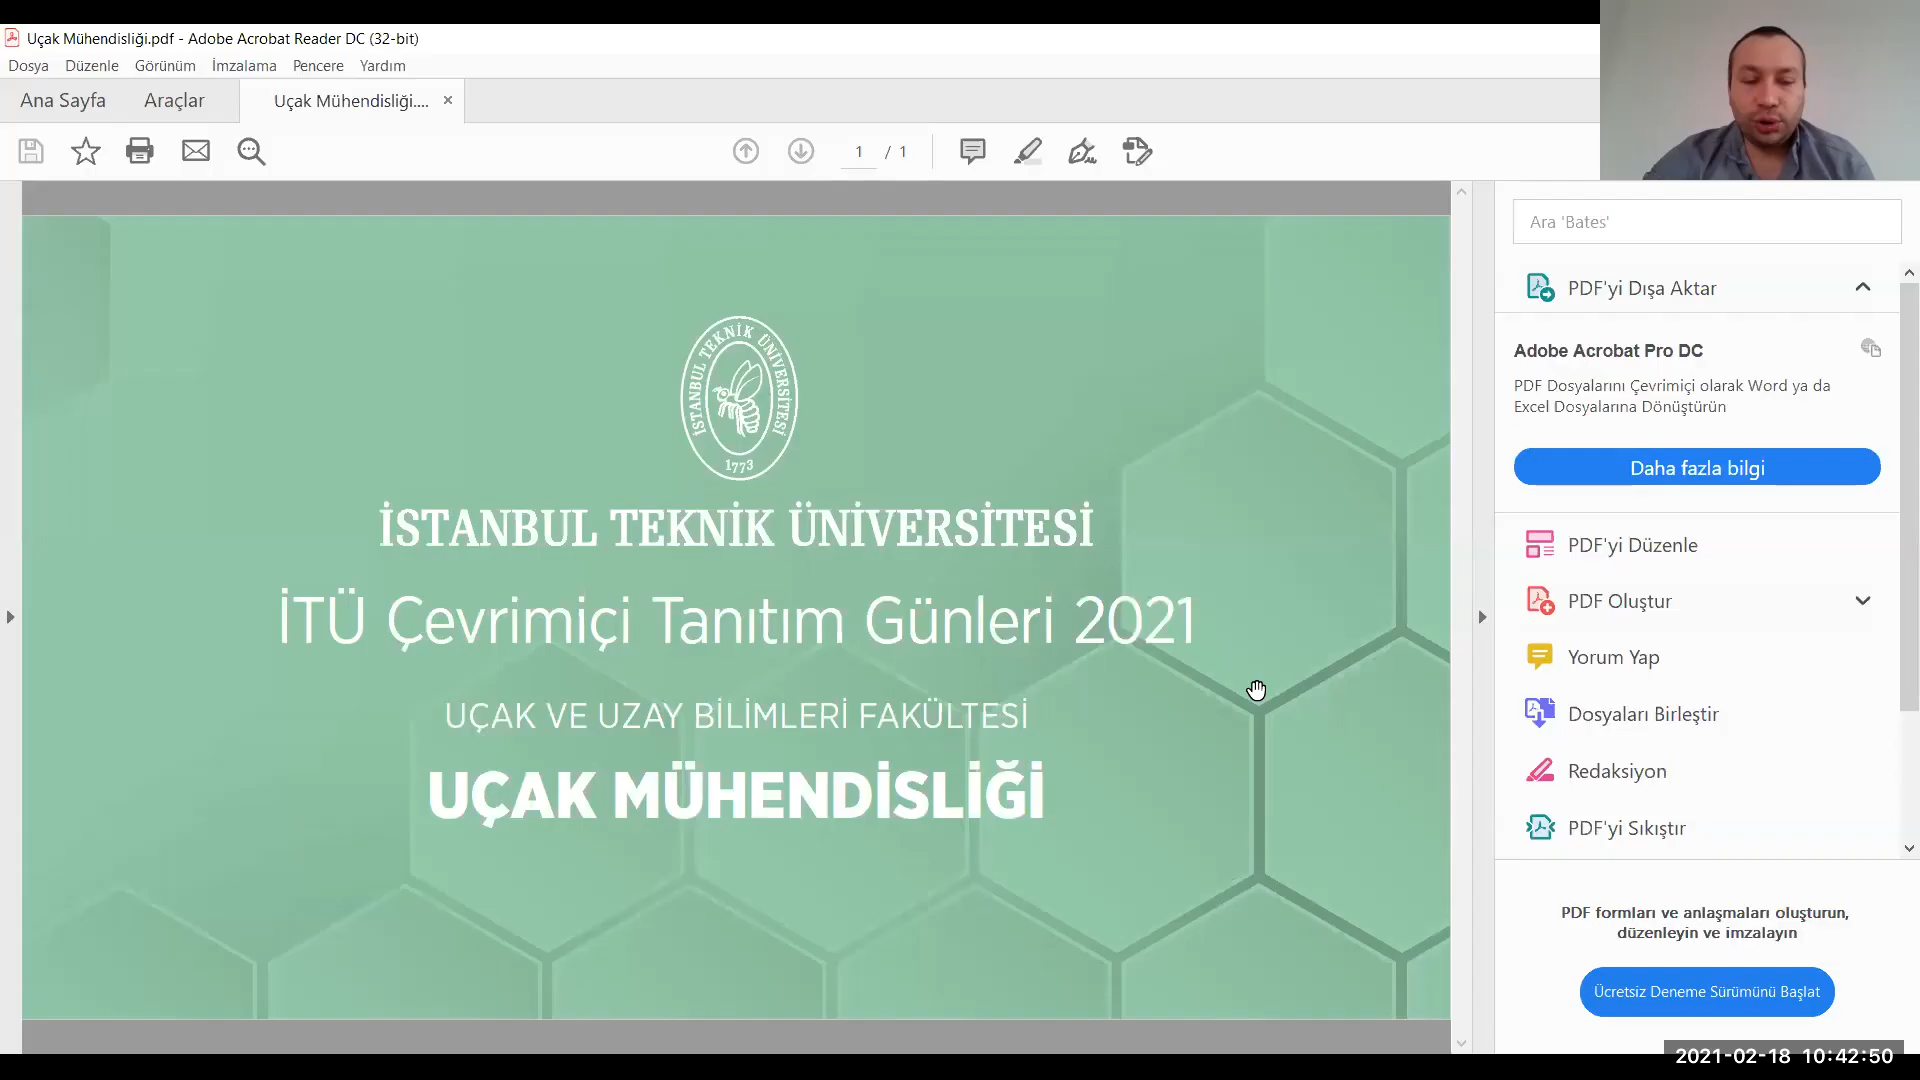 Uçak Mühendisliği.pdf - Adobe Acrobat Reader DC (32-bit)
Dosya Düzenle Görünüm İmzalama Pencere Yardım
Ana Sayfa Araçlar Uçak Mühendisliği.... ×
1 / 1
Ara 'Bates'
PDF'yi Dışa Aktar
Adobe Acrobat Pro DC
PDF Dosyalarını Çevrimiçi olarak Word ya da
Excel Dosyalarına Dönüştürün
Daha fazla bilgi
PDF'yi Düzenle
PDF Oluştur
Yorum Yap
Dosyaları Birleştir
Redaksiyon
PDF'yi Sıkıştır
PDF formları ve anlaşmaları oluşturun,
düzenleyin ve imzalayın
Ücretsiz Deneme Sürümünü Başlat
İSTANBUL TEKNİK ÜNİVERSİTESİ
1773
İSTANBUL TEKNİK ÜNİVERSİTESİ
İTÜ Çevrimiçi Tanıtım Günleri 2021
UÇAK VE UZAY BİLİMLERİ FAKÜLTESİ
UÇAK MÜHENDİSLİĞİ
2021-02-18 10:42:50